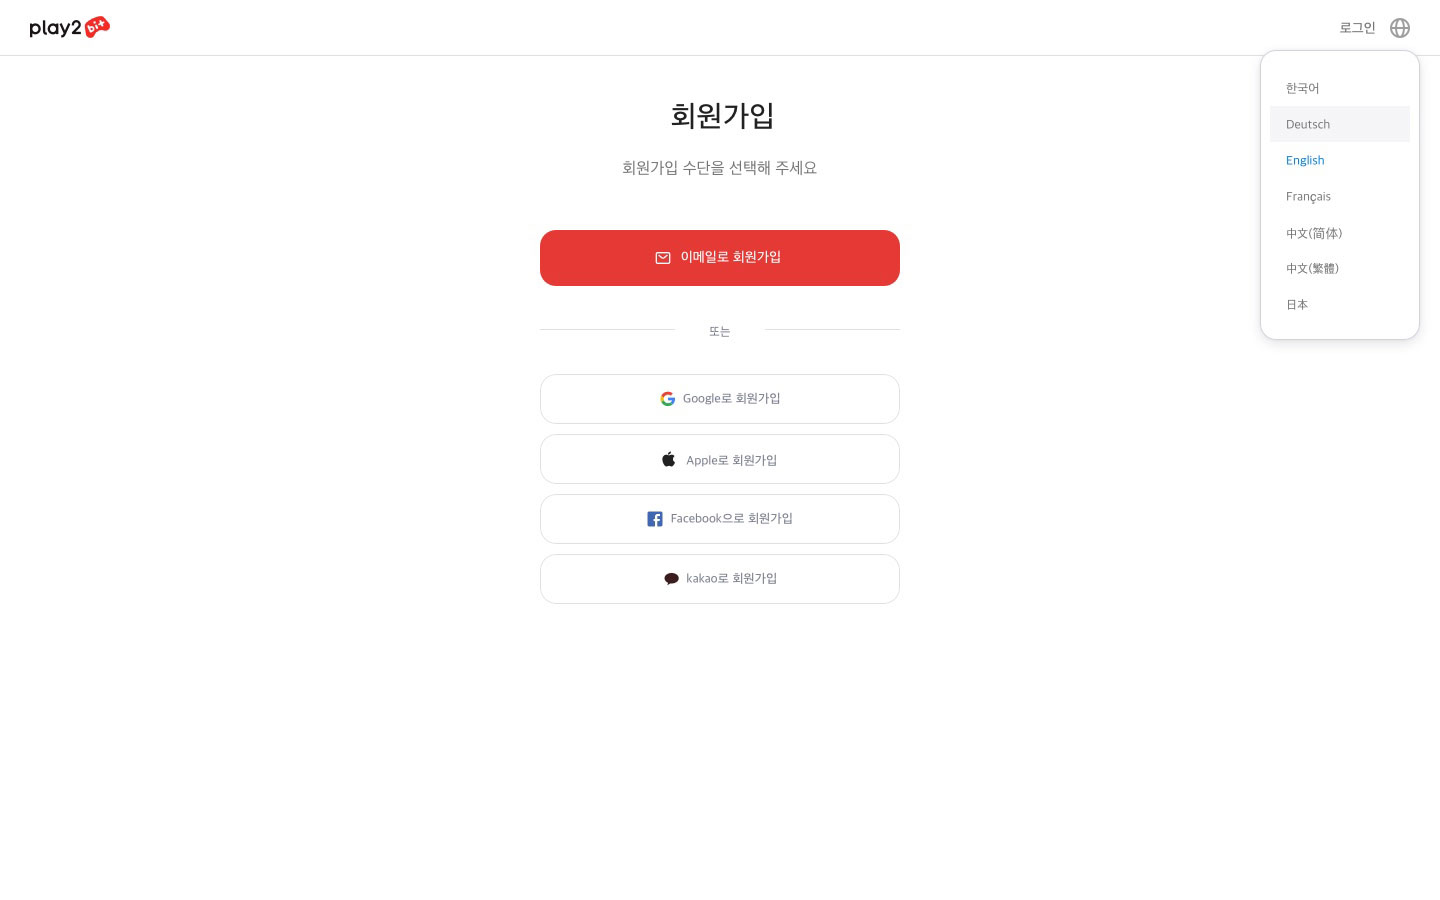 play2 bit
로그인
한국어
Deutsch
English
Français
中文(简体)
中文(繁體)
日本
회원가입
회원가입 수단을 선택해 주세요
이메일로 회원가입
또는
Google로 회원가입
Apple로 회원가입
Facebook으로 회원가입
kakao로 회원가입